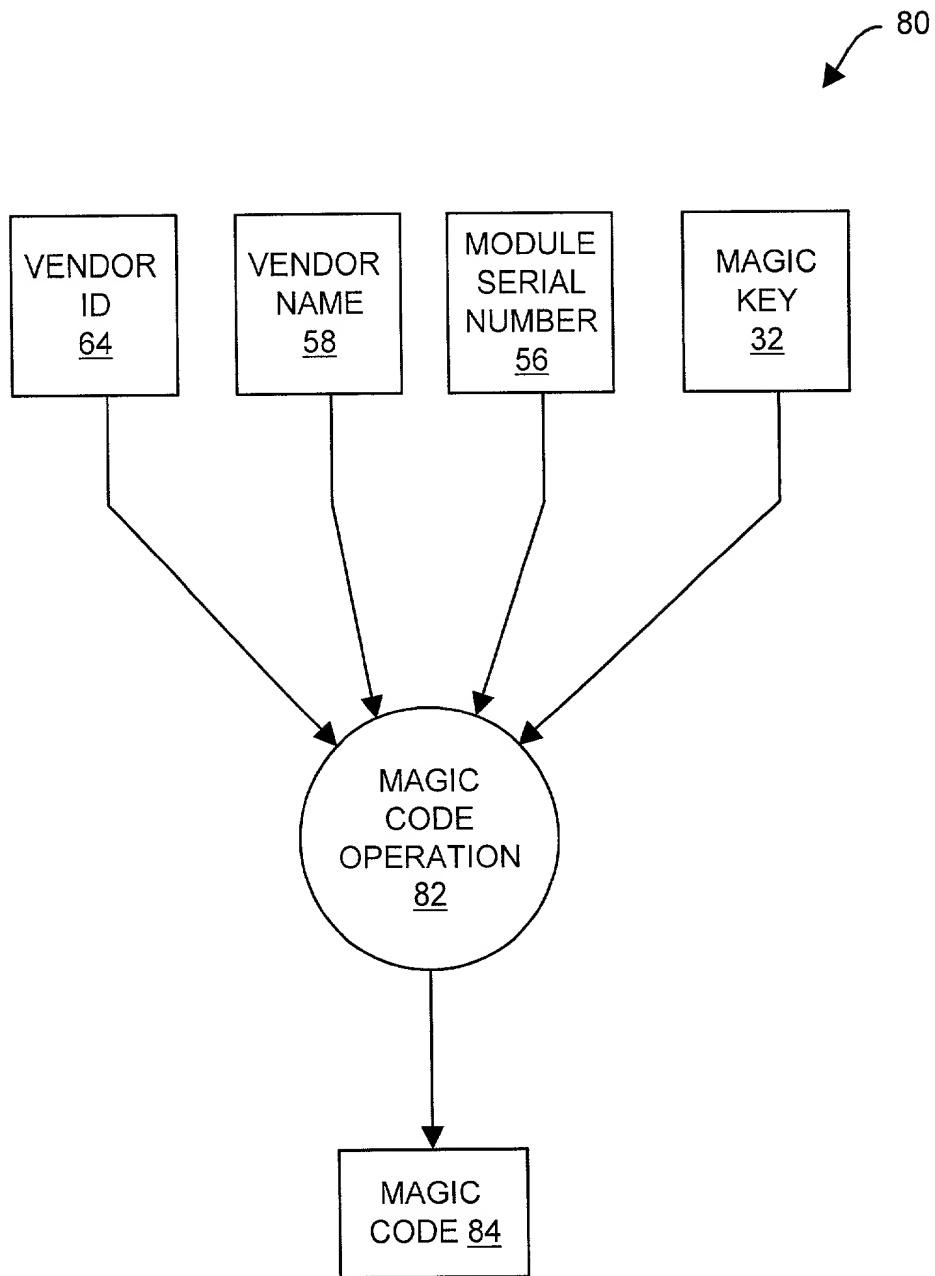 80
VENDOR
ID
64
VENDOR
NAME
58
MODULE
SERIAL
NUMBER
56
MAGIC
KEY
32
MAGIC
CODE
OPERATION
82
MAGIC
CODE 84